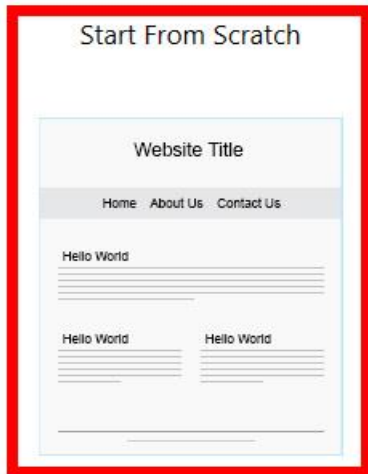 Start From Scratch
Website Title
Home About Us Contact Us
Hello World
Hello World Hello World